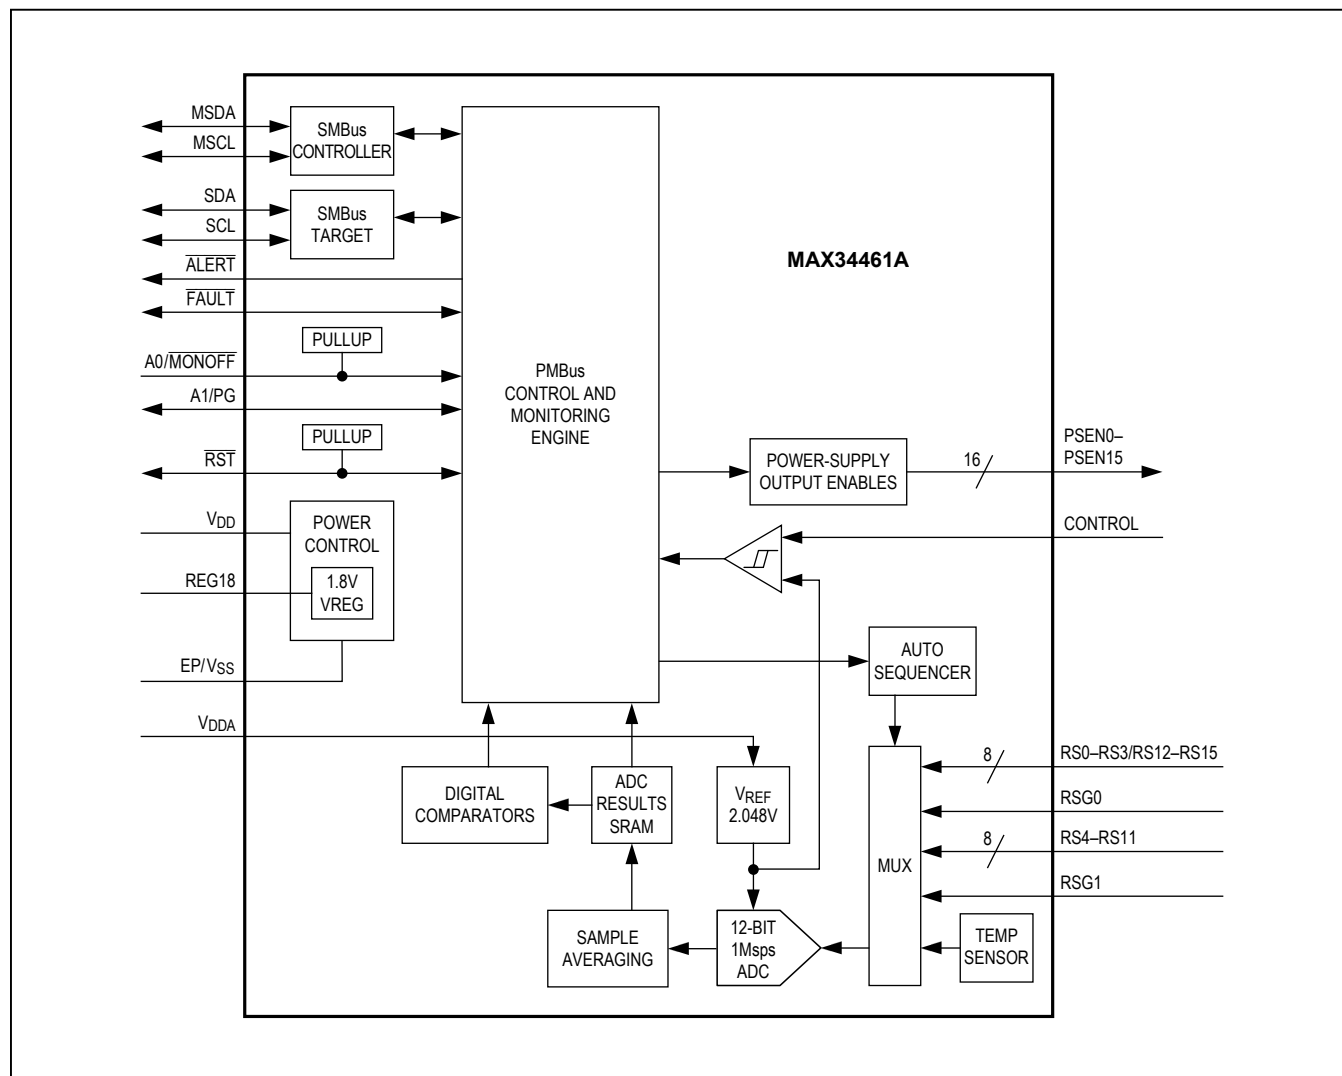 MSDA
MSCL
SMBus
CONTROLLER
SDA
SCL
SMBus
TARGET
ALERT
FAULT
PULLUP
A0/MONOFF
A1/PG
PULLUP
RST
VDD
POWER
CONTROL
REG18
1.8V
VREG
EP/VSS
VDDA
PMBus
CONTROL AND
MONITORING
ENGINE
MAX34461A
POWER-SUPPLY
OUTPUT ENABLES
16
PSEN0–
PSEN15
CONTROL
AUTO
SEQUENCER
DIGITAL
COMPARATORS
ADC
RESULTS
SRAM
VREF
2.048V
MUX
8
RS0–RS3/RS12–RS15
RSG0
8
RS4–RS11
RSG1
SAMPLE
AVERAGING
12-BIT
1Msps
ADC
TEMP
SENSOR